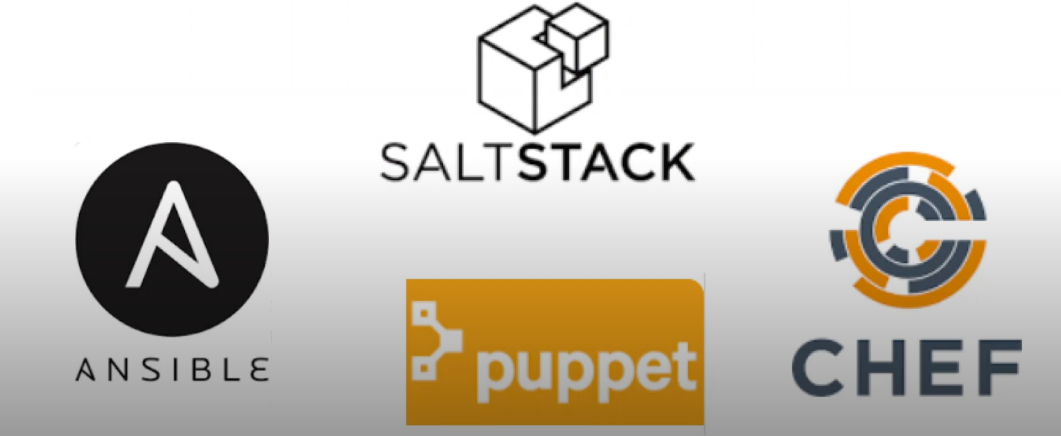 SALTSTACK
ANSIBLE
puppet
CHEF